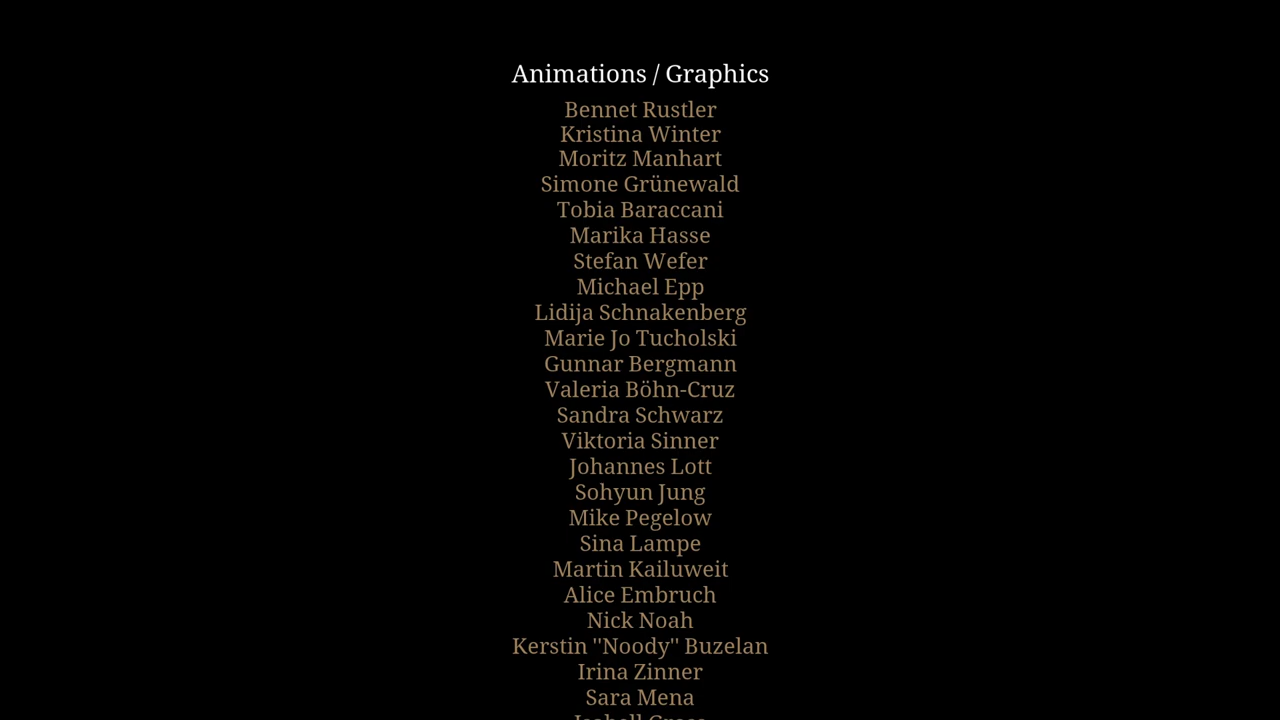 Animations / Graphics
Bennet Rustler
Kristina Winter
Moritz Manhart
Simone Grünewald
Tobia Baraccani
Marika Hasse
Stefan Wefer
Michael Epp
Lidija Schnakenberg
Marie Jo Tucholski
Gunnar Bergmann
Valeria Böhn-Cruz
Sandra Schwarz
Viktoria Sinner
Johannes Lott
Sohyun Jung
Mike Pegelow
Sina Lampe
Martin Kailuweit
Alice Embruch
Nick Noah
Kerstin ''Noody'' Buzelan
Irina Zinner
Sara Mena